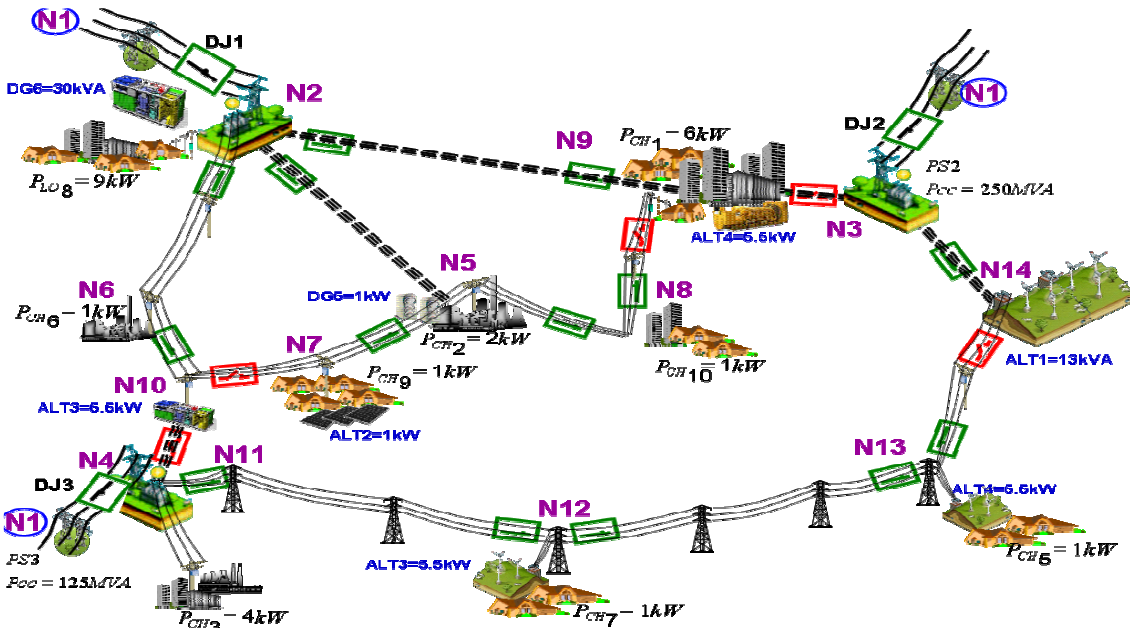 N1
DJ1
DG6=30kVA
N2
P_LO8 = 9kW
N9
P_CH1 - 6kW
DJ2
N1
PS2
Pcc = 250MVA
ALT4=5.5kW
N3
N14
N5
N6
DG5=1kW
N8
P_CH6 - 1kW
P_CH2 = 2kW
N7
P_CH10 = 1kW
ALT1=13kVA
P_CH9 = 1kW
N10
ALT3=5.5kW
ALT2=1kW
N4
N11
N13
DJ3
N12
ALT4=5.5kW
N1
PS3
ALT3=5.5kW
P_CH5 = 1kW
Pcc = 125MVA
P_CH3 - 4kW
P_CH7 - 1kW